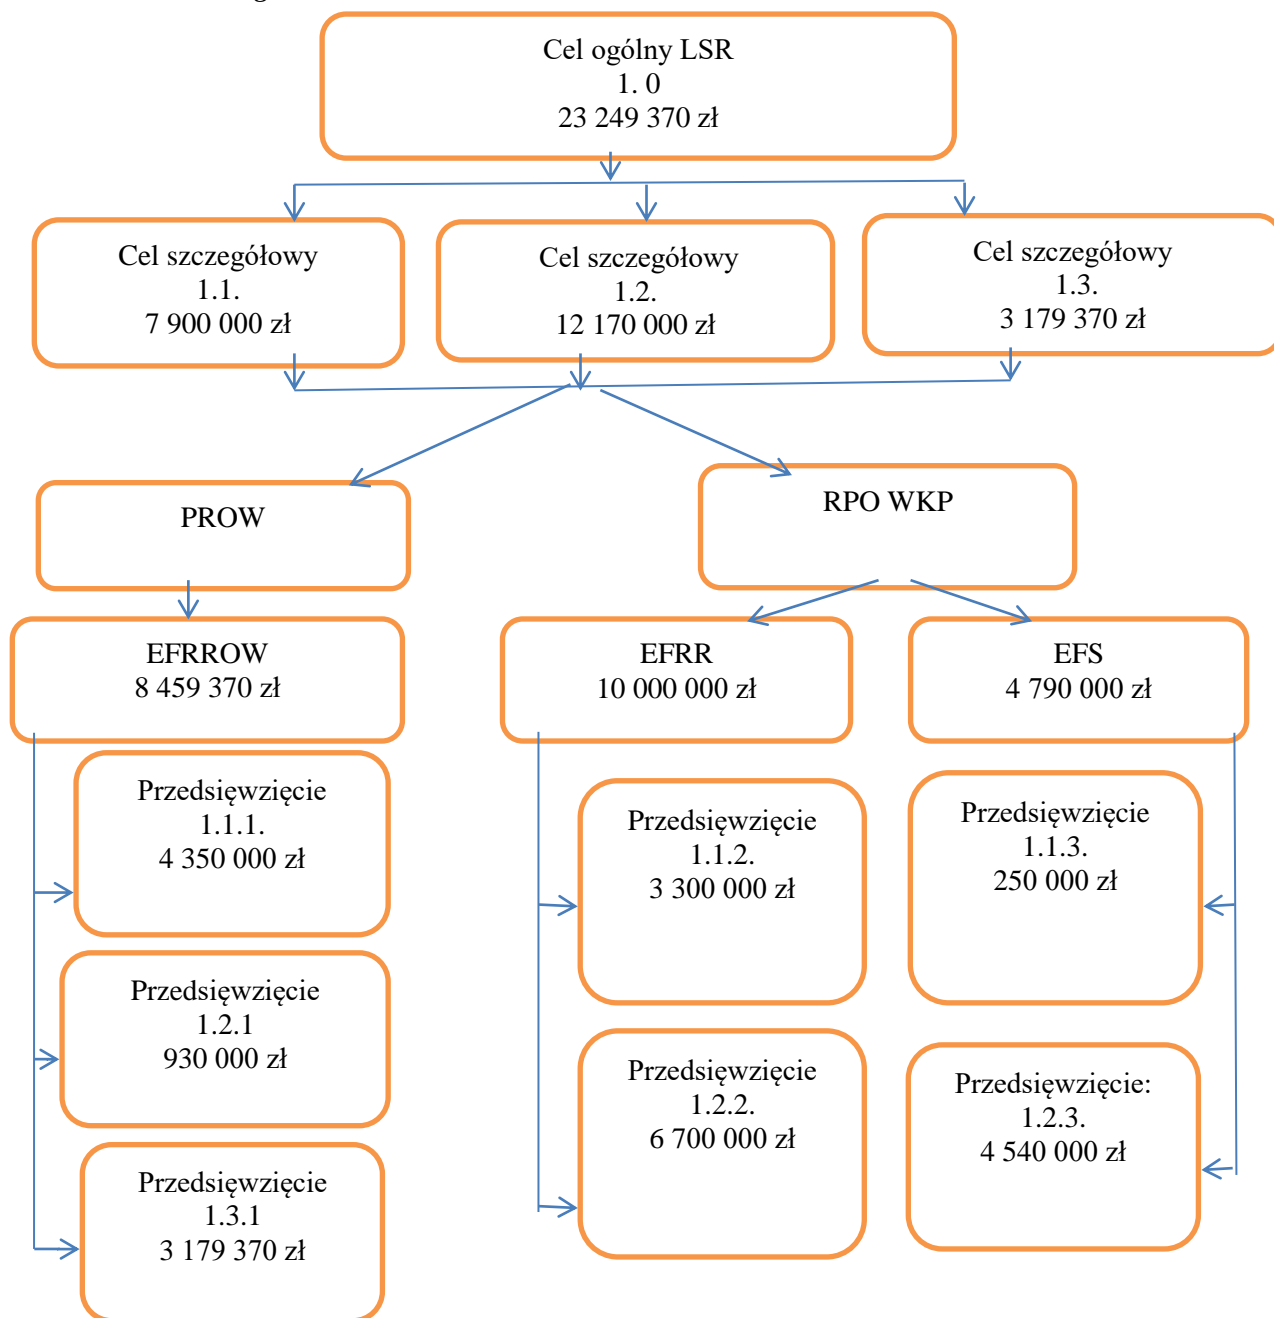 Cel ogólny LSR
1. 0
23 249 370 zł
Cel szczegółowy
1.1.
7 900 000 zł
Cel szczegółowy
1.2.
12 170 000 zł
Cel szczegółowy
1.3.
3 179 370 zł
PROW
RPO WKP
EFRROW
8 459 370 zł
EFRR
10 000 000 zł
EFS
4 790 000 zł
Przedsięwzięcie
1.1.1.
4 350 000 zł
Przedsięwzięcie
1.2.1
930 000 zł
Przedsięwzięcie
1.3.1
3 179 370 zł
Przedsięwzięcie
1.1.2.
3 300 000 zł
Przedsięwzięcie
1.2.2.
6 700 000 zł
Przedsięwzięcie
1.1.3.
250 000 zł
Przedsięwzięcie:
1.2.3.
4 540 000 zł